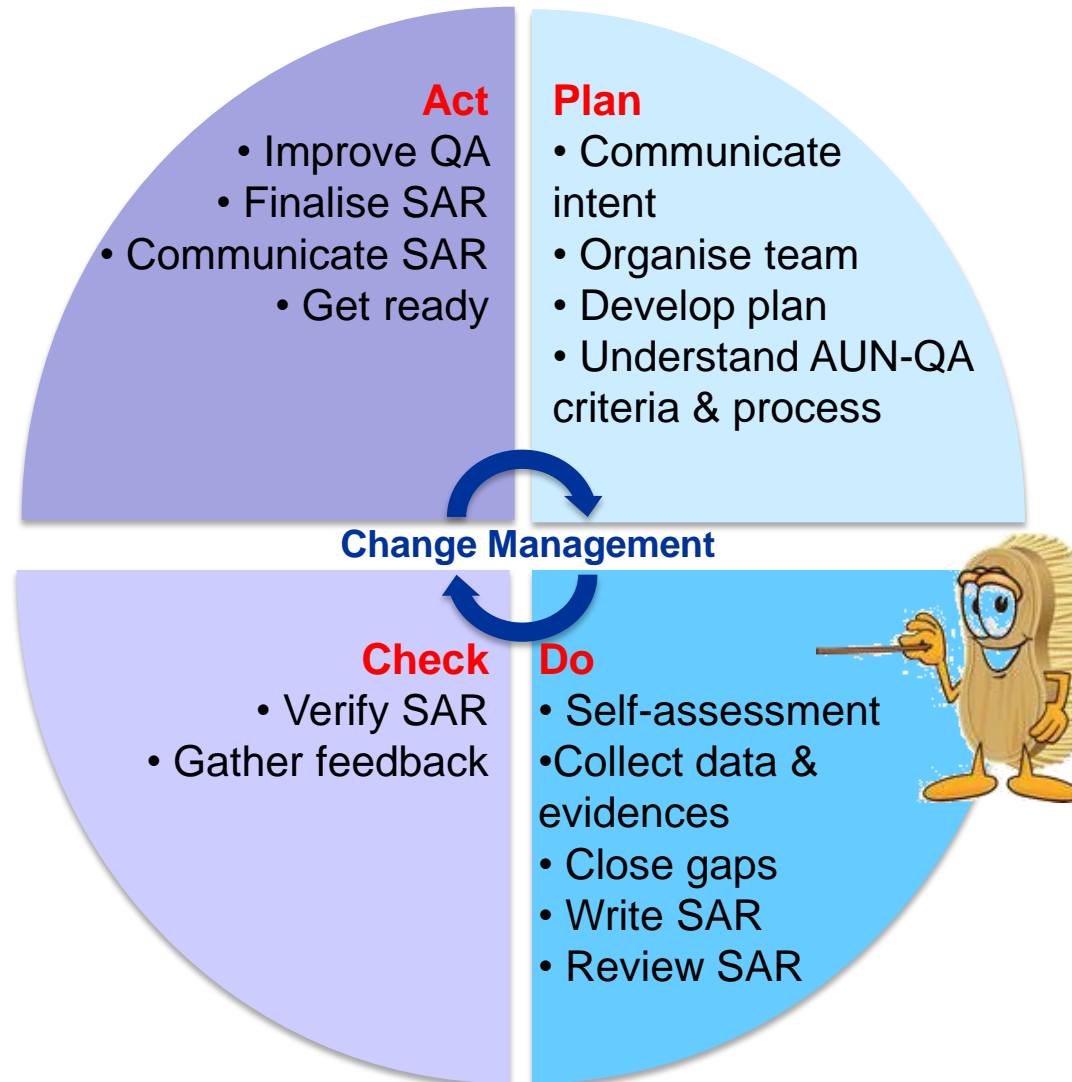 Act
• Improve QA
• Finalise SAR
• Communicate SAR
• Get ready
Plan
• Communicate
intent
• Organise team
• Develop plan
• Understand AUN-QA
criteria & process
Change Management
Check
• Verify SAR
• Gather feedback
Do
• Self-assessment
•Collect data &
evidences
• Close gaps
• Write SAR
• Review SAR